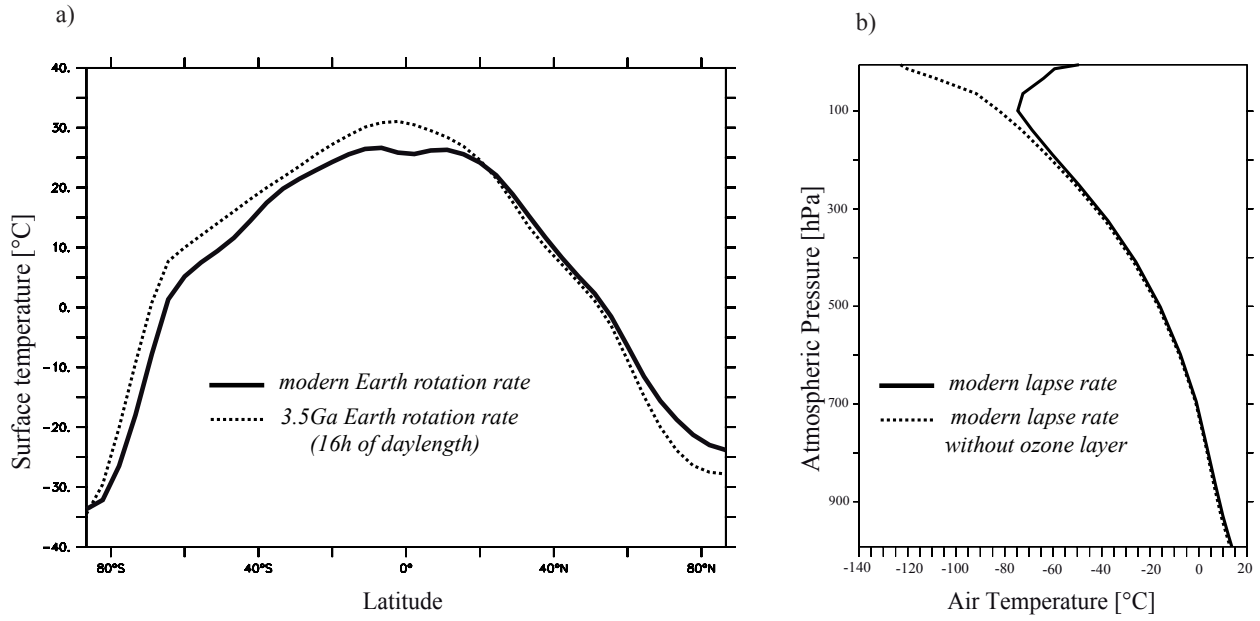 a)
40.
30.
20.
10.
0.
-10.
-20.
-30.
-40.
Surface temperature [°C]
modern Earth rotation rate
3.5Ga Earth rotation rate
(16h of daylength)
80°S
40°S
0°
40°N
80°N
Latitude
b)
100
300
500
700
900
Atmospheric Pressure [hPa]
modern lapse rate
modern lapse rate
without ozone layer
-140
-120
-100
-80
-60
-40
-20
0
20
Air Temperature [°C]